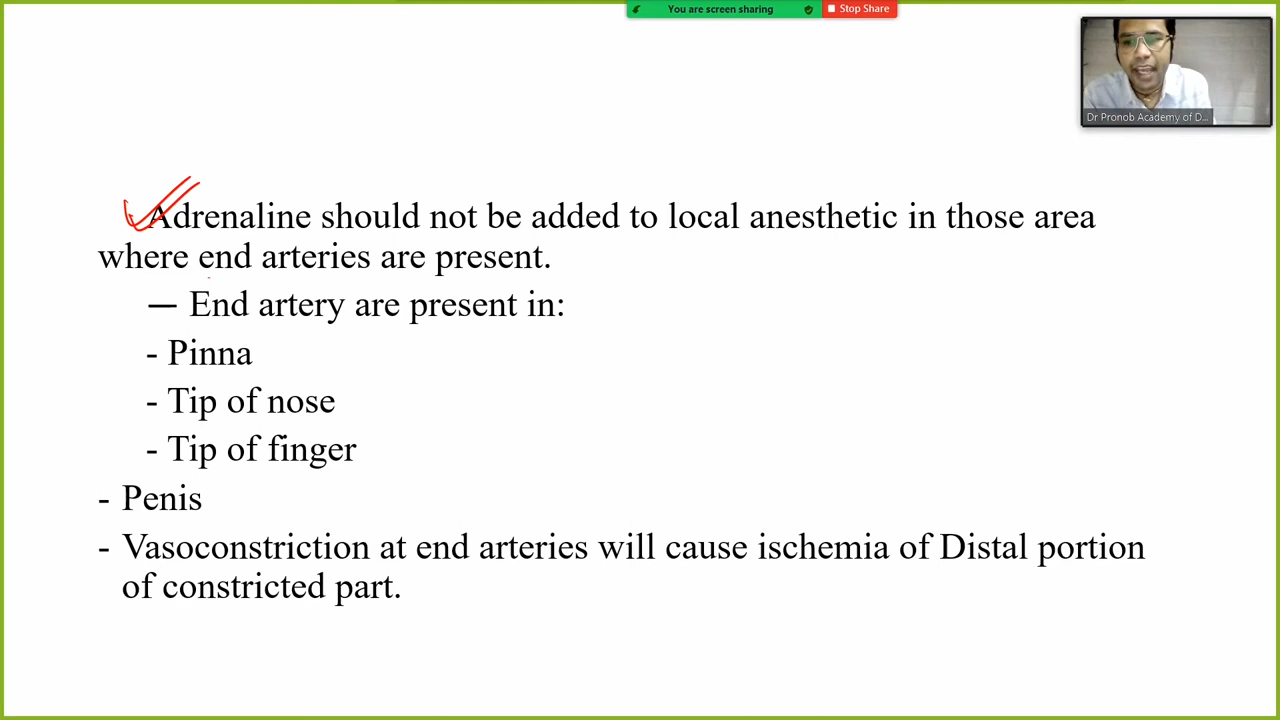 You are screen sharing
Stop Share
Dr Pronob Academy of D...
Adrenaline should not be added to local anesthetic in those area
where end arteries are present.
— End artery are present in:
- Pinna
- Tip of nose
- Tip of finger
- Penis
- Vasoconstriction at end arteries will cause ischemia of Distal portion
of constricted part.